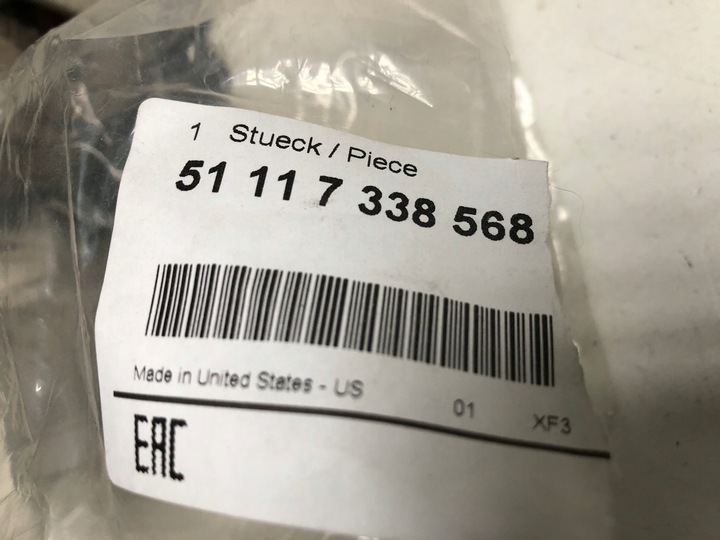 1 Stueck / Piece
51 11 7 338 568
Made in United States - US
01 XF3
EAC